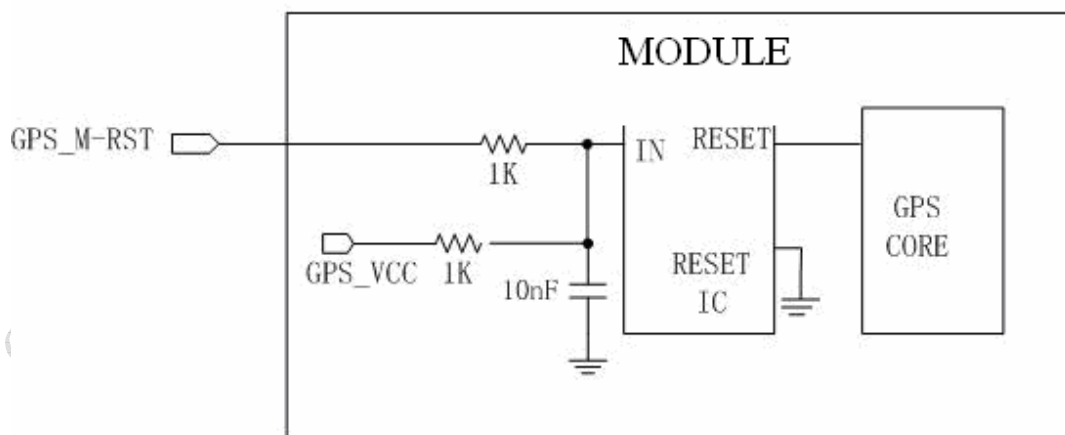 MODULE
GPS_M-RST
1K
IN
RESET
GPS_VCC
1K
10nF
RESET
IC
GPS
CORE